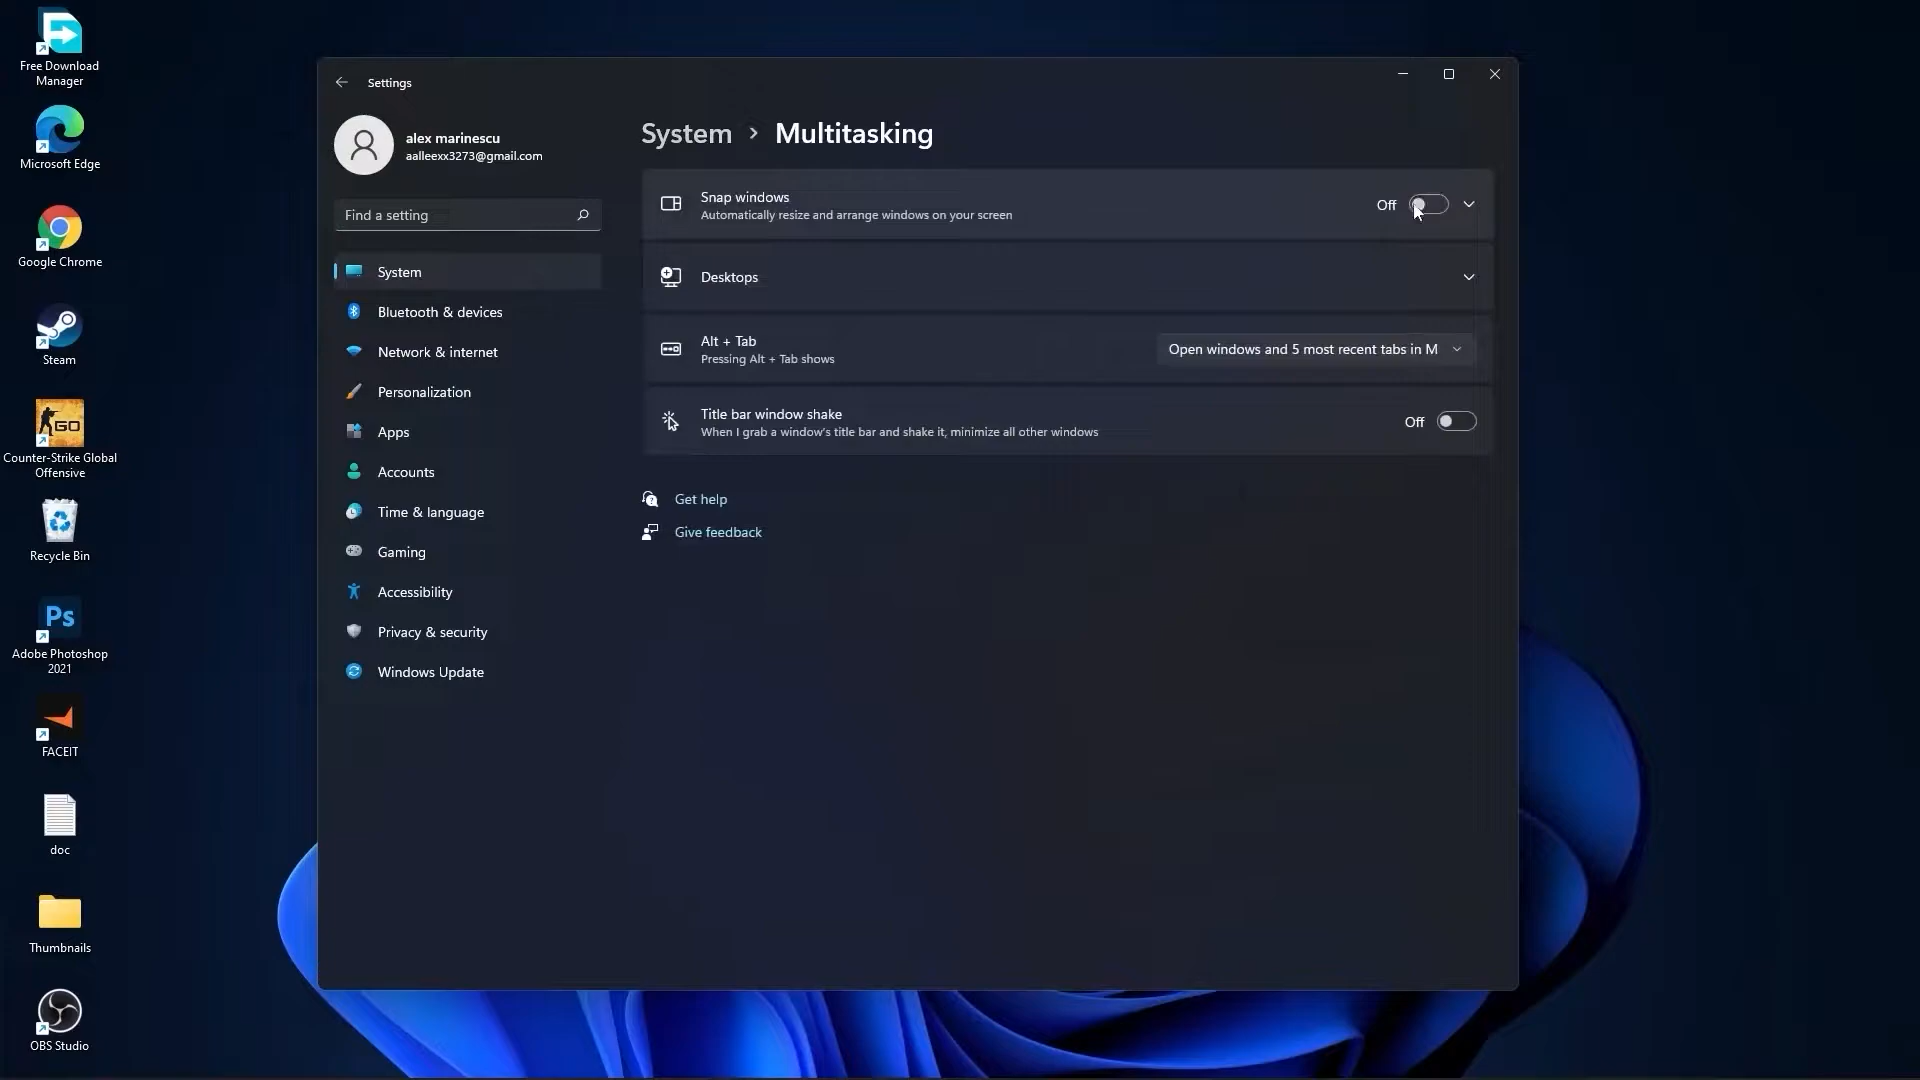 Free Download
Manager
Microsoft Edge
Google Chrome
Steam
GO
Counter-Strike Global
Offensive
Recycle Bin
Ps
Adobe Photoshop
2021
FACEIT
doc
Thumbnails
OBS Studio
Settings
alex marinescu
aalleexx3273@gmail.com
Find a setting
System
Bluetooth & devices
Network & internet
Personalization
Apps
Accounts
Time & language
Gaming
Accessibility
Privacy & security
Windows Update
System > Multitasking
Snap windows
Automatically resize and arrange windows on your screen
Off
Desktops
Alt + Tab
Pressing Alt + Tab shows
Open windows and 5 most recent tabs in M
Title bar window shake
When I grab a window's title bar and shake it, minimize all other windows
Off
Get help
Give feedback